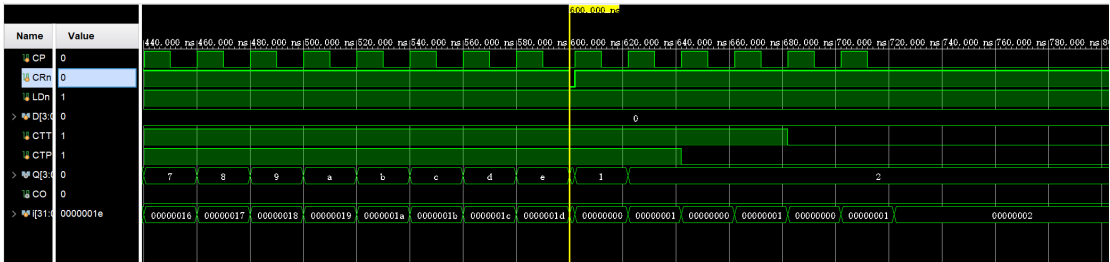 600.000 ns
Name Value
440.000 ns 460.000 ns 480.000 ns 500.000 ns 520.000 ns 540.000 ns 560.000 ns 580.000 ns 600.000 ns 620.000 ns 640.000 ns 660.000 ns 680.000 ns 700.000 ns 720.000 ns 740.000 ns 760.000 ns 780.000 ns
CP 0
CRn 0
LDn 1
D[3:0 0 0
CTT 1
CTP 1
Q[3:0 0 7 8 9 a b c d e 1 2
CO 0
i[31:0 0000001e 00000016 00000017 00000018 00000019 0000001a 0000001b 0000001c 0000001d 00000000 00000001 00000000 00000001 00000000 00000001 00000002